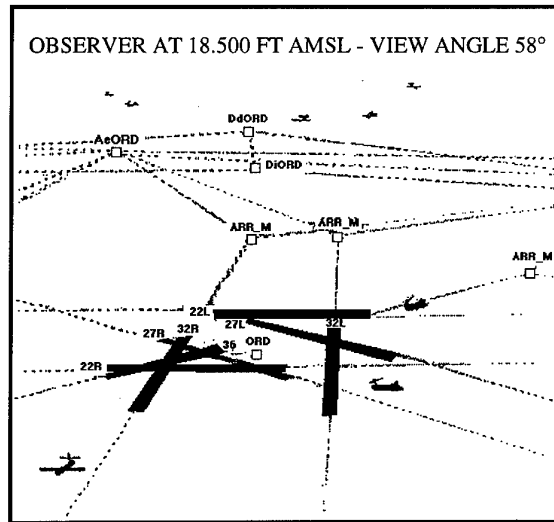 OBSERVER AT 18.500 FT AMSL - VIEW ANGLE 58°
DdORD
AeORD
DiORD
ARR_M
ARR_M
ARR_M
22L
27L
32L
27R
32R
36
ORD
22R